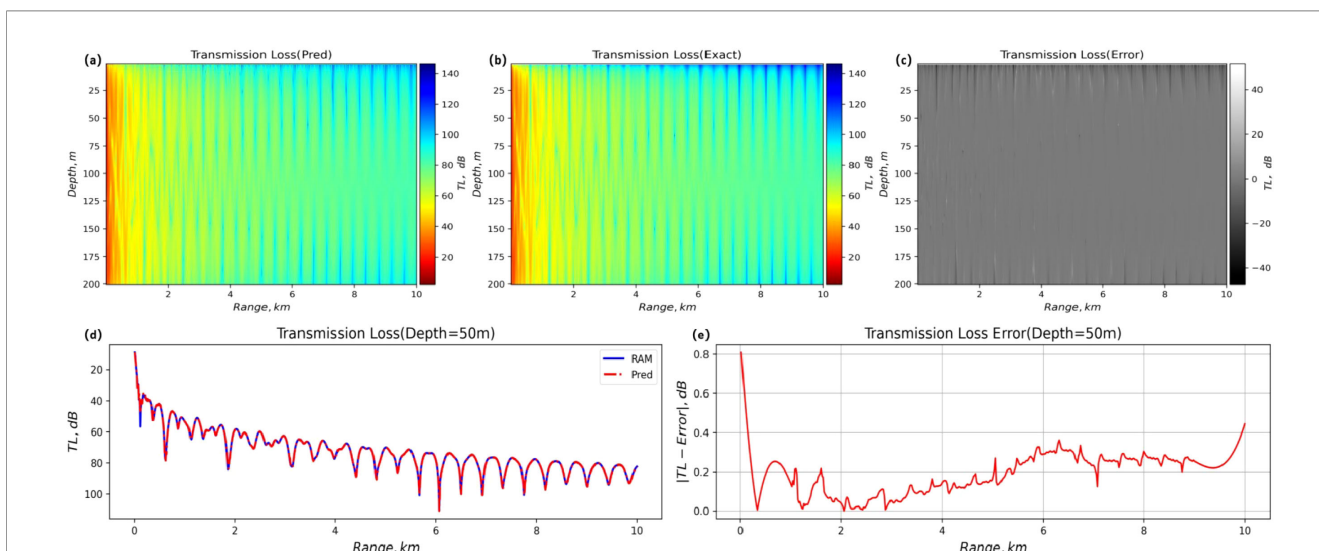 (a) Transmission Loss(Pred)
25
50
75
100
125
150
175
200
Depth, m
2 4 6 8 10
Range, km
140
120
100
80
60
40
20
TL, dB
(b) Transmission Loss(Exact)
25
50
75
100
125
150
175
200
Depth, m
2 4 6 8 10
Range, km
140
120
100
80
60
40
20
TL, dB
(c) Transmission Loss(Error)
25
50
75
100
125
150
175
200
Depth, m
2 4 6 8 10
Range, km
40
20
0
−20
−40
TL, dB
(d) Transmission Loss(Depth=50m)
20
40
60
80
100
TL, dB
RAM
Pred
0 2 4 6 8 10
Range, km
(e) Transmission Loss Error(Depth=50m)
0.8
0.6
0.4
0.2
0.0
|TL − Error|, dB
0 2 4 6 8 10
Range, km